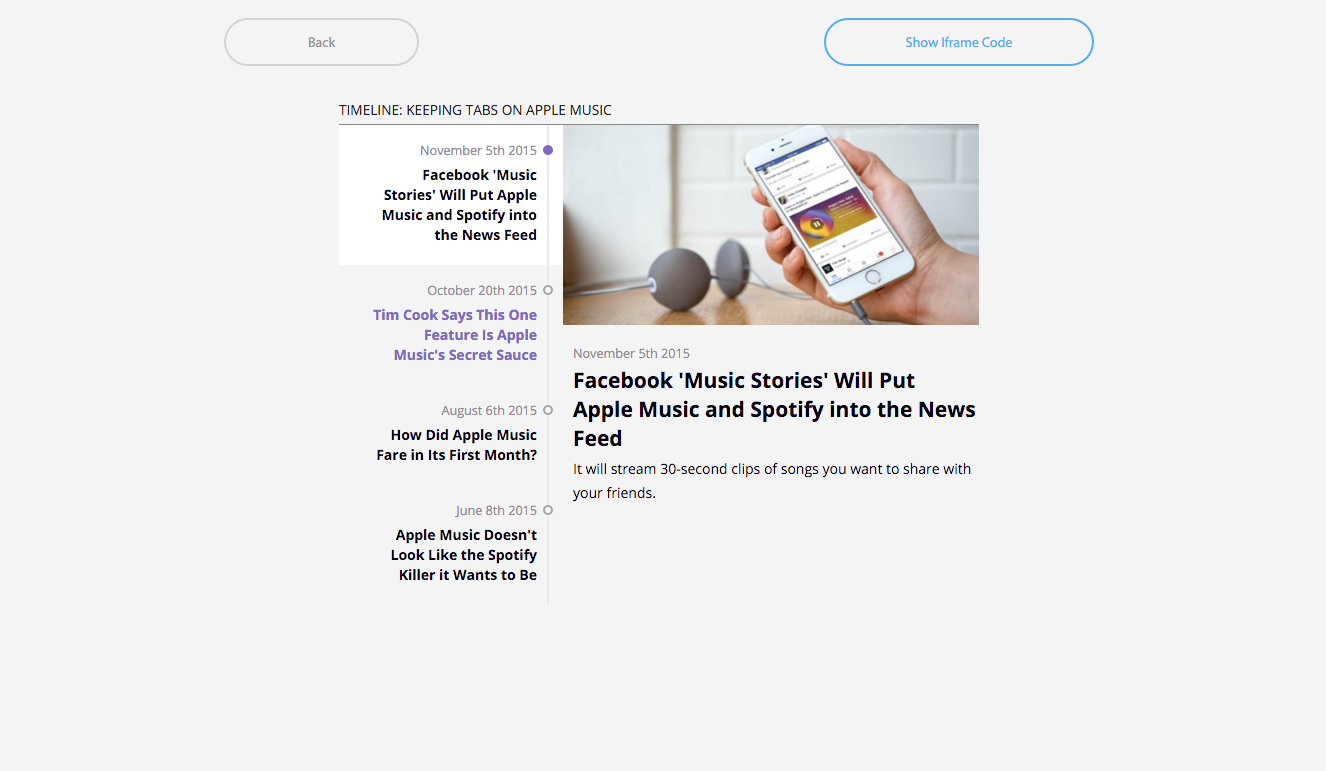 Back
Show Iframe Code
TIMELINE: KEEPING TABS ON APPLE MUSIC
November 5th 2015
Facebook 'Music
Stories' Will Put Apple
Music and Spotify into
the News Feed
October 20th 2015
Tim Cook Says This One
Feature Is Apple
Music's Secret Sauce
August 6th 2015
How Did Apple Music
Fare in Its First Month?
June 8th 2015
Apple Music Doesn't
Look Like the Spotify
Killer it Wants to Be
November 5th 2015
Facebook 'Music Stories' Will Put
Apple Music and Spotify into the News
Feed
It will stream 30-second clips of songs you want to share with
your friends.